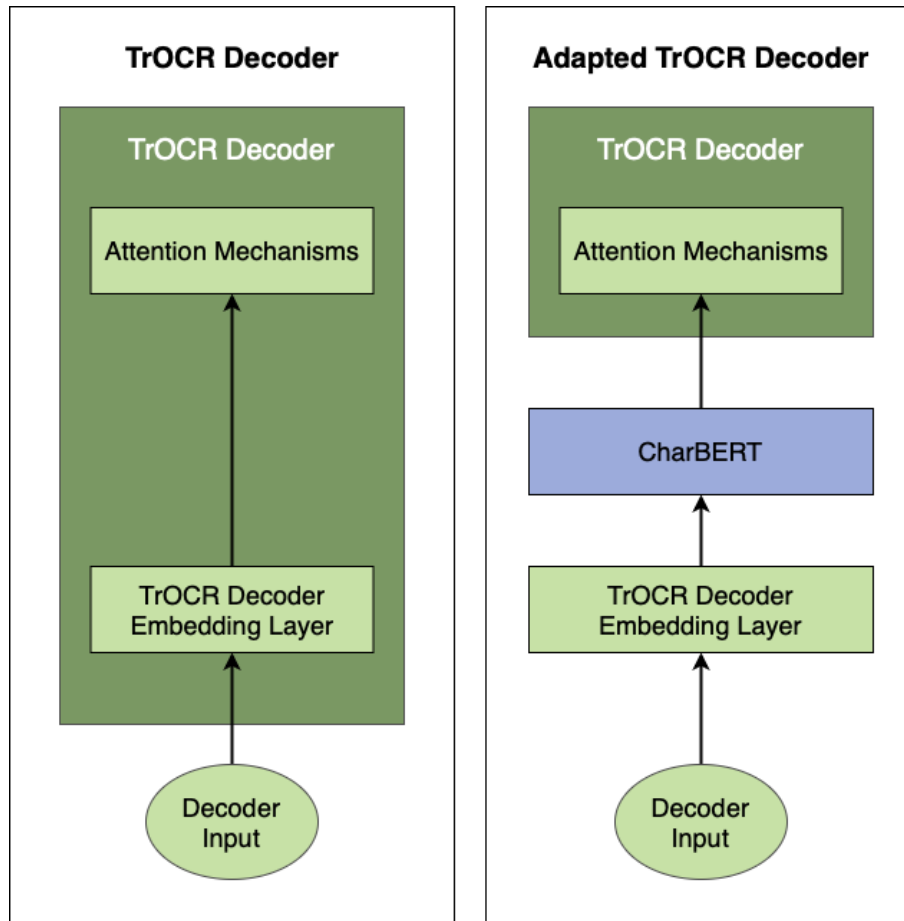 TrOCR Decoder
TrOCR Decoder
Attention Mechanisms
TrOCR Decoder
Embedding Layer
Decoder
Input
Adapted TrOCR Decoder
TrOCR Decoder
Attention Mechanisms
CharBERT
TrOCR Decoder
Embedding Layer
Decoder
Input